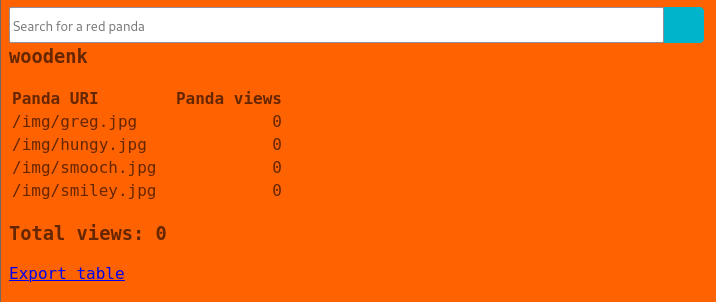 Search for a red panda
woodenk
Panda URI Panda views
/img/greg.jpg 0
/img/hungy.jpg 0
/img/smooch.jpg 0
/img/smiley.jpg 0
Total views: 0
Export table